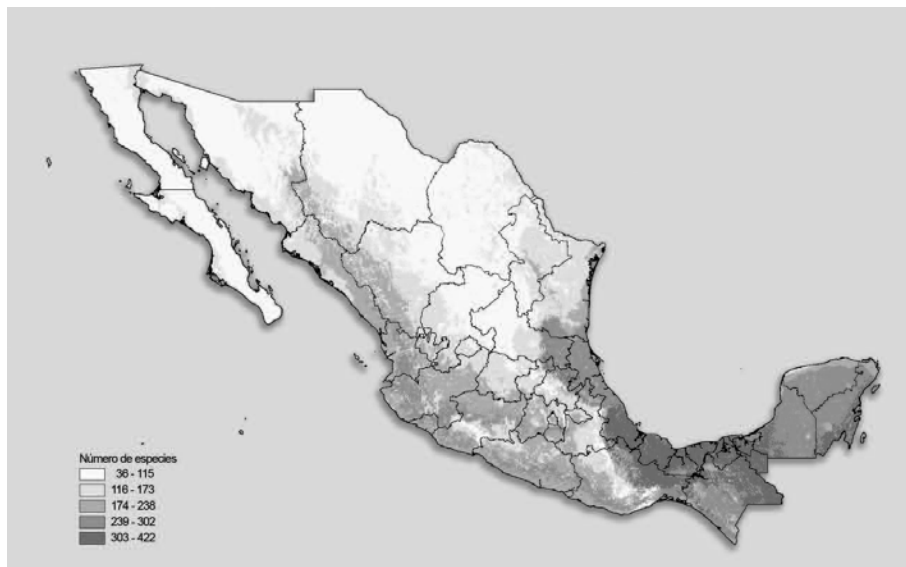 Número de especies
36 - 115
116 - 173
174 - 238
239 - 302
303 - 422